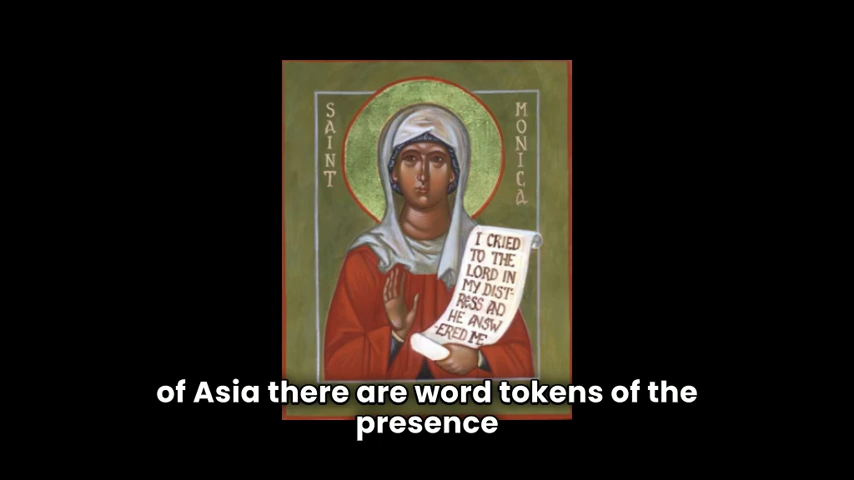 SAINT
MONICA
I CRIED
TO THE
LORD IN
MY DIST-
RESS AND
HE ANSW
-ERED ME
of Asia there are word tokens of the
presence